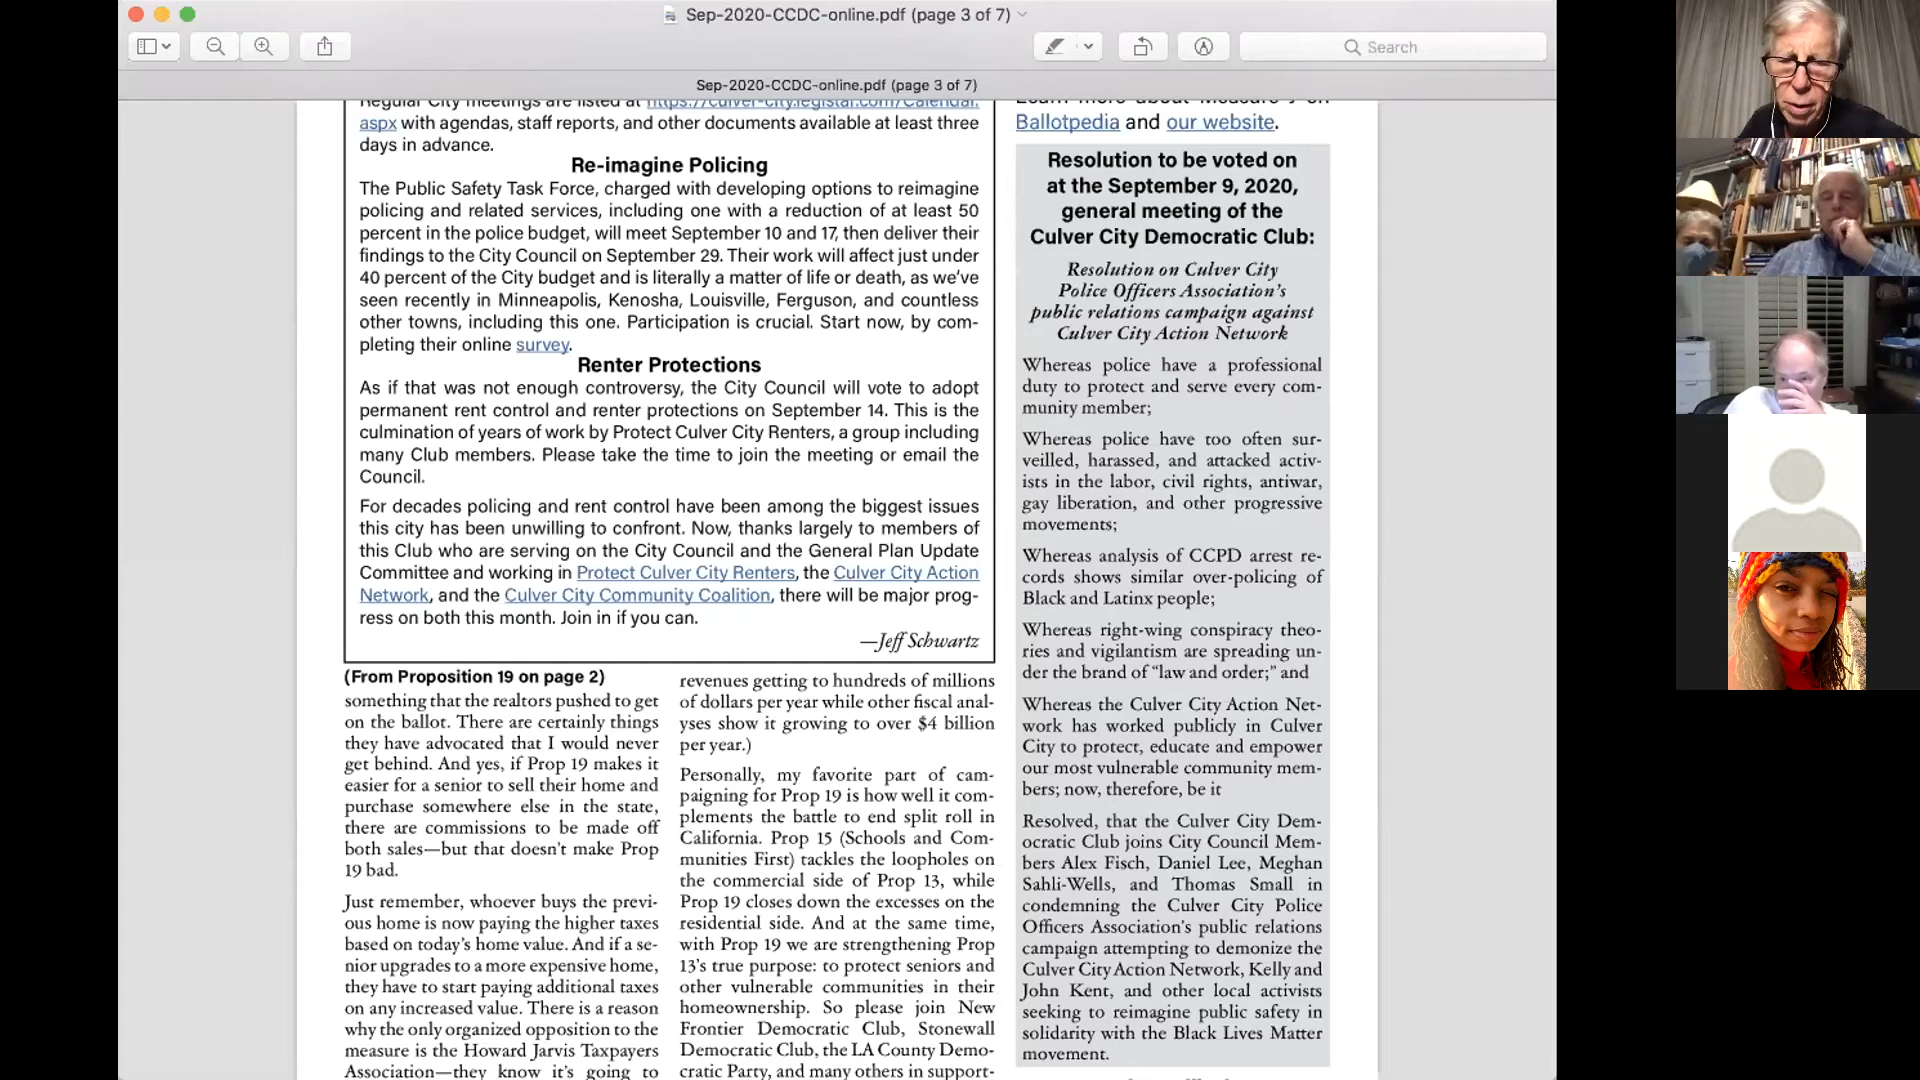 Sep-2020-CCDC-online.pdf (page 3 of 7)
Search
Sep-2020-CCDC-online.pdf (page 3 of 7)
Regular City meetings are listed at https://culver-city.legistar.com/Calendar.
aspx with agendas, staff reports, and other documents available at least three
days in advance.
Re-imagine Policing
The Public Safety Task Force, charged with developing options to reimagine
policing and related services, including one with a reduction of at least 50
percent in the police budget, will meet September 10 and 17, then deliver their
findings to the City Council on September 29. Their work will affect just under
40 percent of the City budget and is literally a matter of life or death, as we've
seen recently in Minneapolis, Kenosha, Louisville, Ferguson, and countless
other towns, including this one. Participation is crucial. Start now, by com-
pleting their online survey.
Renter Protections
As if that was not enough controversy, the City Council will vote to adopt
permanent rent control and renter protections on September 14. This is the
culmination of years of work by Protect Culver City Renters, a group including
many Club members. Please take the time to join the meeting or email the
Council.
For decades policing and rent control have been among the biggest issues
this city has been unwilling to confront. Now, thanks largely to members of
this Club who are serving on the City Council and the General Plan Update
Committee and working in Protect Culver City Renters, the Culver City Action
Network, and the Culver City Community Coalition, there will be major prog-
ress on both this month. Join in if you can.
—Jeff Schwartz
(From Proposition 19 on page 2)
something that the realtors pushed to get
on the ballot. There are certainly things
they have advocated that I would never
get behind. And yes, if Prop 19 makes it
easier for a senior to sell their home and
purchase somewhere else in the state,
there are commissions to be made off
both sales—but that doesn't make Prop
19 bad.
Just remember, whoever buys the previ-
ous home is now paying the higher taxes
based on today's home value. And if a se-
nior upgrades to a more expensive home,
they have to start paying additional taxes
on any increased value. There is a reason
why the only organized opposition to the
measure is the Howard Jarvis Taxpayers
Association—they know it's going to
revenues getting to hundreds of millions
of dollars per year while other fiscal anal-
yses show it growing to over $4 billion
per year.)
Personally, my favorite part of cam-
paigning for Prop 19 is how well it com-
plements the battle to end split roll in
California. Prop 15 (Schools and Com-
munities First) tackles the loopholes on
the commercial side of Prop 13, while
Prop 19 closes down the excesses on the
residential side. And at the same time,
with Prop 19 we are strengthening Prop
13's true purpose: to protect seniors and
other vulnerable communities in their
homeownership. So please join New
Frontier Democratic Club, Stonewall
Democratic Club, the LA County Demo-
cratic Party, and many others in support-
Learn more about Measure J on
Ballotpedia and our website.
Resolution to be voted on
at the September 9, 2020,
general meeting of the
Culver City Democratic Club:
Resolution on Culver City
Police Officers Association's
public relations campaign against
Culver City Action Network
Whereas police have a professional
duty to protect and serve every com-
munity member;
Whereas police have too often sur-
veilled, harassed, and attacked activ-
ists in the labor, civil rights, antiwar,
gay liberation, and other progressive
movements;
Whereas analysis of CCPD arrest re-
cords shows similar over-policing of
Black and Latinx people;
Whereas right-wing conspiracy theo-
ries and vigilantism are spreading un-
der the brand of “law and order;” and
Whereas the Culver City Action Net-
work has worked publicly in Culver
City to protect, educate and empower
our most vulnerable community mem-
bers; now, therefore, be it
Resolved, that the Culver City Dem-
ocratic Club joins City Council Mem-
bers Alex Fisch, Daniel Lee, Meghan
Sahli-Wells, and Thomas Small in
condemning the Culver City Police
Officers Association's public relations
campaign attempting to demonize the
Culver City Action Network, Kelly and
John Kent, and other local activists
seeking to reimagine public safety in
solidarity with the Black Lives Matter
movement.